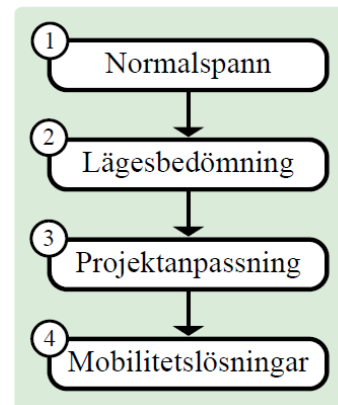 1
Normalspann
2
Lägesbedömning
3
Projektanpassning
4
Mobilitetslösningar